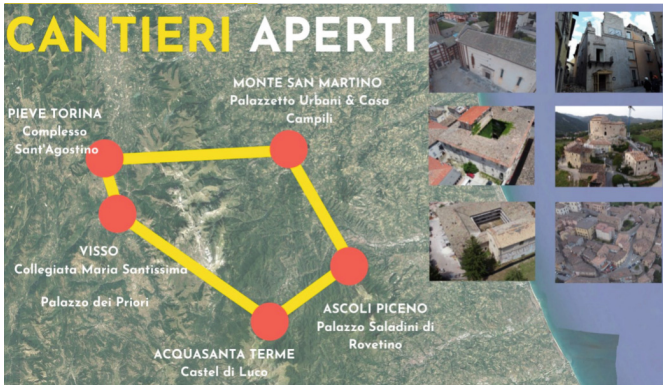 CANTIERI APERTI
MONTE SAN MARTINO
Palazzetto Urbani & Casa
Campili
PIEVE TORINA
Complesso
Sant'Agostino
VISSO
Collegiata Maria Santissima
Palazzo dei Priori
ASCOLI PICENO
Palazzo Saladini di
Rovetino
ACQUASANTA TERME
Castel di Luco